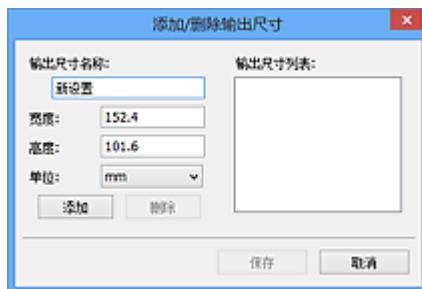 添加/删除输出尺寸
输出尺寸名称:
新设置
宽度:
152.4
高度:
101.6
单位:
mm
添加
删除
输出尺寸列表:
保存
取消